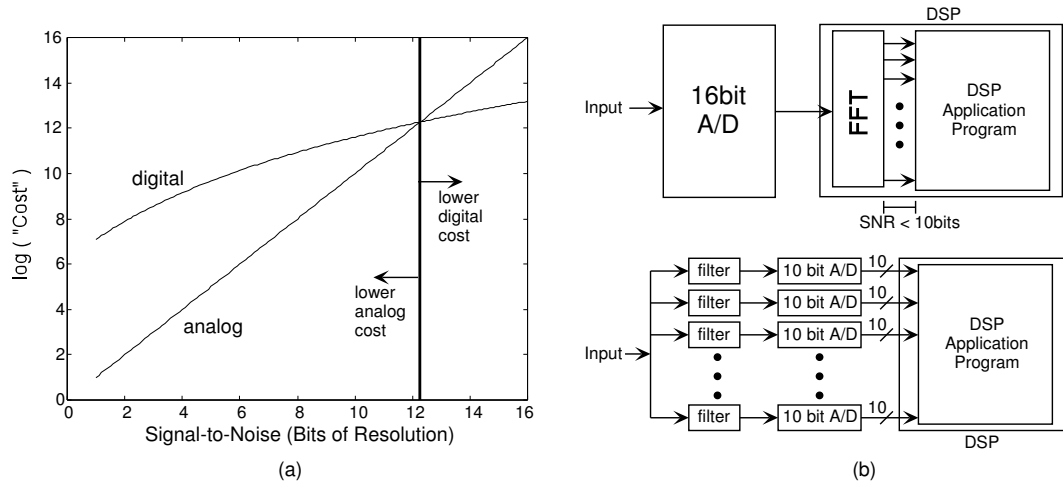 16
14
12
10
8
6
4
2
0
log ( "Cost" )
digital
analog
lower
digital
cost
lower
analog
cost
0 2 4 6 8 10 12 14 16
Signal-to-Noise (Bits of Resolution)
(a)
DSP
Input
16bit
A/D
FFT
DSP
Application
Program
SNR < 10bits
filter 10 bit A/D 10
filter 10 bit A/D 10
filter 10 bit A/D 10
Input
filter 10 bit A/D 10
DSP
Application
Program
DSP
(b)